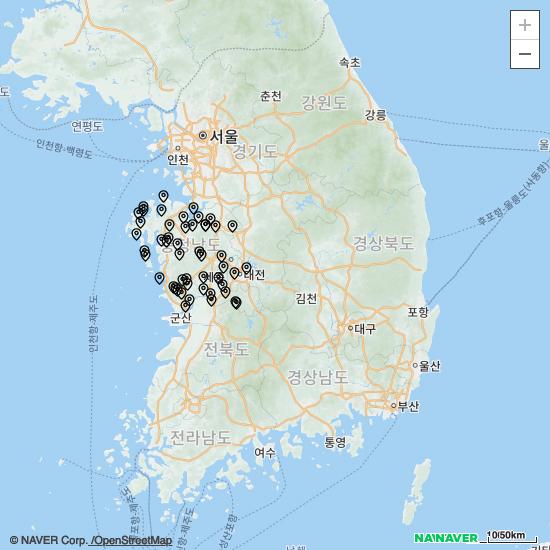 +
−
속초
춘천
강원도
강릉
연평도
도
서울
인천
경기도
인천항-백령도
울
후포항-울릉도(사동항)
충청남도
경상북도
대전
김천
인천항-제주도
군산
포항
대구
전북도
울산
경상남도
부산
전라남도
통영
여수
© NAVER Corp. /OpenStreetMap
NAVER
10/50km